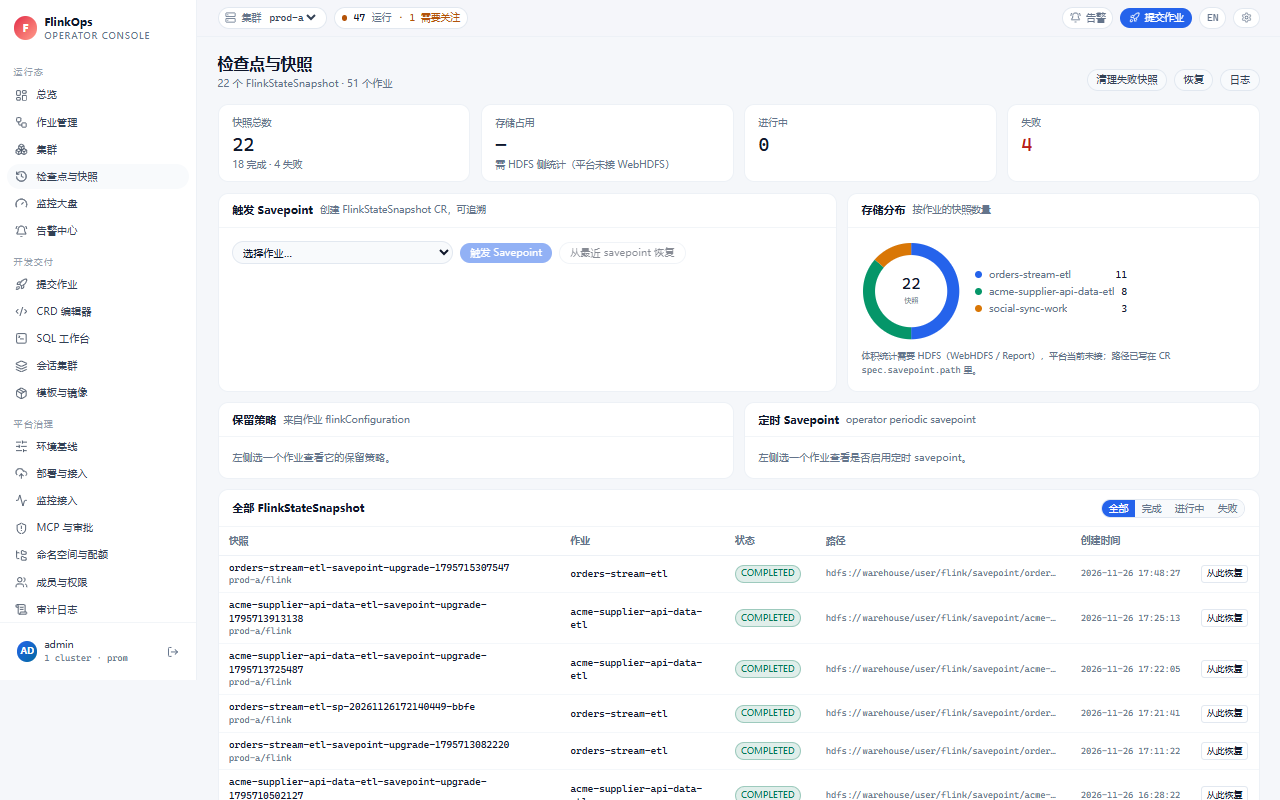 F
FlinkOps
OPERATOR CONSOLE
运行态
总览
作业管理
集群
检查点与快照
监控大盘
告警中心
开发交付
提交作业
CRD 编辑器
SQL 工作台
会话集群
模板与镜像
平台治理
环境基线
部署与接入
监控接入
MCP 与审批
命名空间与配额
成员与权限
审计日志
AD
admin
1 cluster · prom
集群 prod-a
47 运行 · 1 需要关注
告警
提交作业
EN
检查点与快照
22 个 FlinkStateSnapshot · 51 个作业
清理失败快照
恢复
日志
快照总数
22
18 完成 · 4 失败
存储占用
—
需 HDFS 侧统计（平台未接 WebHDFS）
进行中
0
失败
4
触发 Savepoint 创建 FlinkStateSnapshot CR，可追溯
选择作业...
触发 Savepoint
从最近 savepoint 恢复
存储分布 按作业的快照数量
22
快照
orders-stream-etl 11
acme-supplier-api-data-etl 8
social-sync-work 3
体积统计需要 HDFS（WebHDFS / Report），平台当前未接；路径已写在 CR
spec.savepoint.path 里。
保留策略 来自作业 flinkConfiguration
左侧选一个作业查看它的保留策略。
定时 Savepoint operator periodic savepoint
左侧选一个作业查看是否启用定时 savepoint。
全部 FlinkStateSnapshot
全部 完成 进行中 失败
快照 作业 状态 路径 创建时间
orders-stream-etl-savepoint-upgrade-1795715307547
prod-a/flink
orders-stream-etl
COMPLETED
hdfs://warehouse/user/flink/savepoint/order…
2026-11-26 17:48:27
从此恢复
acme-supplier-api-data-etl-savepoint-upgrade-
1795713913138
prod-a/flink
acme-supplier-api-data-
etl
COMPLETED
hdfs://warehouse/user/flink/savepoint/acme-…
2026-11-26 17:25:13
从此恢复
acme-supplier-api-data-etl-savepoint-upgrade-
1795713725487
prod-a/flink
acme-supplier-api-data-
etl
COMPLETED
hdfs://warehouse/user/flink/savepoint/acme-…
2026-11-26 17:22:05
从此恢复
orders-stream-etl-sp-20261126172140449-bbfe
prod-a/flink
orders-stream-etl
COMPLETED
hdfs://warehouse/user/flink/savepoint/order…
2026-11-26 17:21:41
从此恢复
orders-stream-etl-savepoint-upgrade-1795713082220
prod-a/flink
orders-stream-etl
COMPLETED
hdfs://warehouse/user/flink/savepoint/order…
2026-11-26 17:11:22
从此恢复
acme-supplier-api-data-etl-savepoint-upgrade-
1795710502127
acme-supplier-api-data-
COMPLETED
hdfs://warehouse/user/flink/savepoint/acme-…
2026-11-26 16:28:22
从此恢复